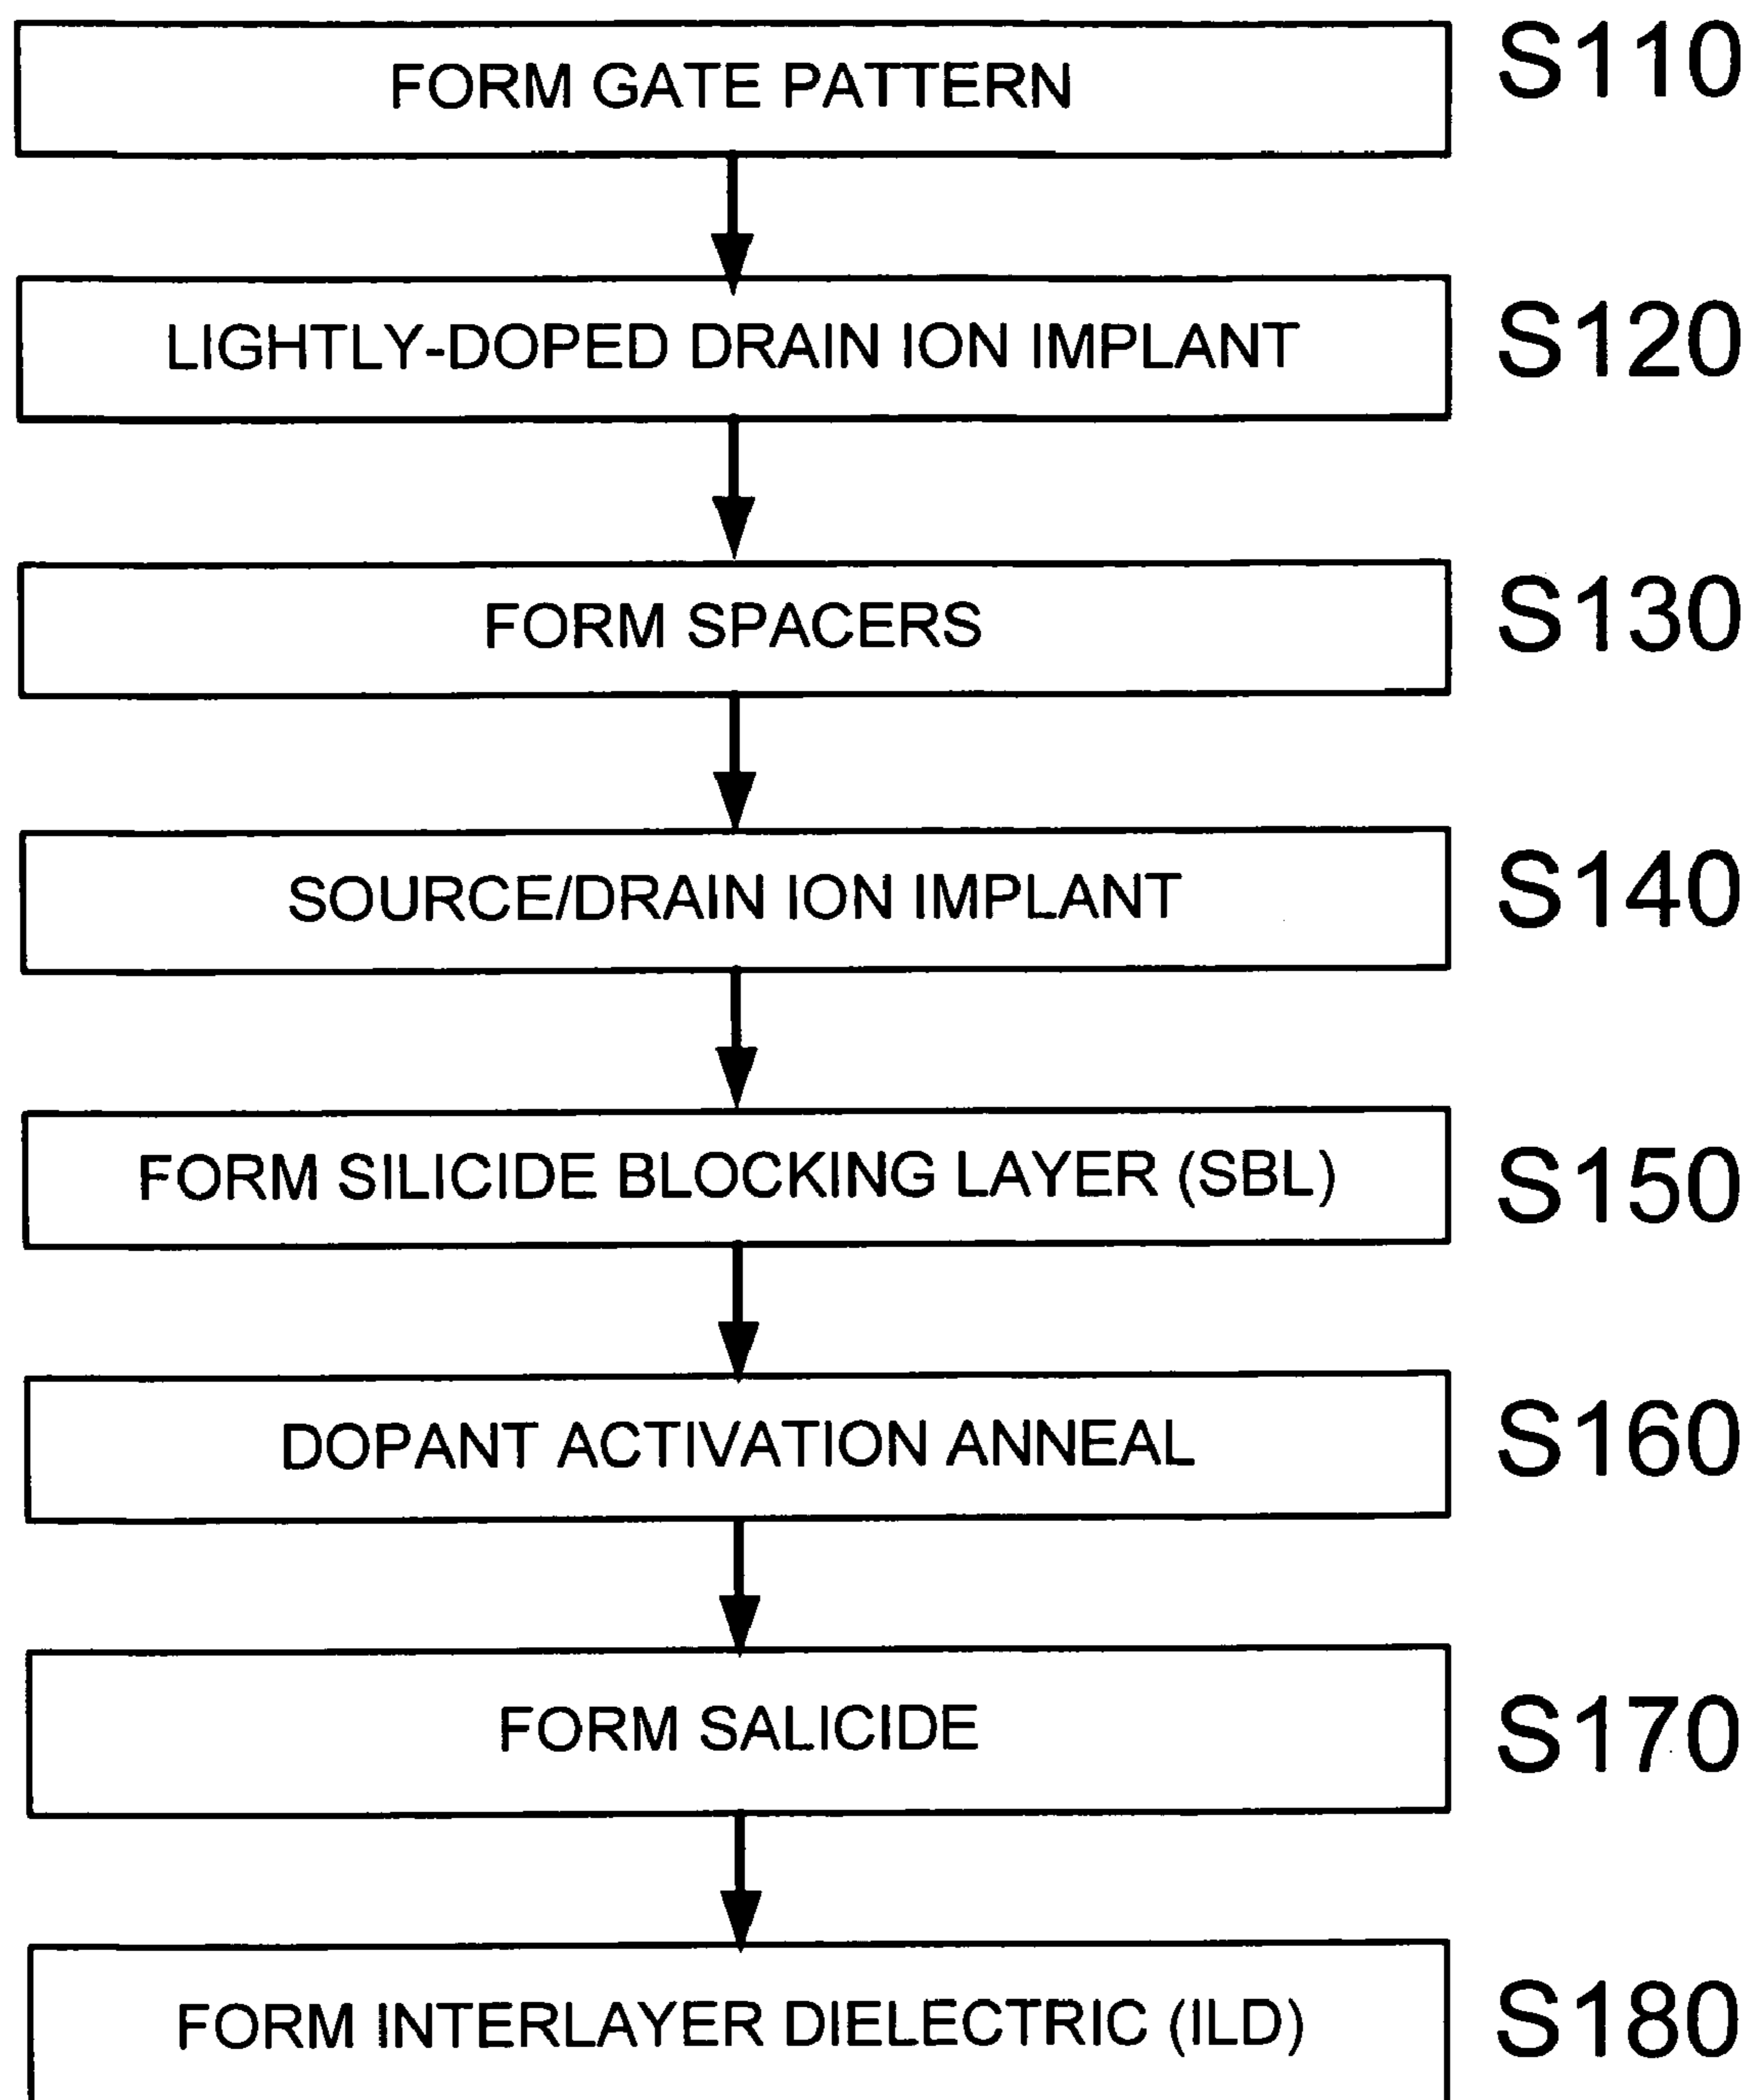 FORM GATE PATTERN S110
LIGHTLY-DOPED DRAIN ION IMPLANT S120
FORM SPACERS S130
SOURCE/DRAIN ION IMPLANT S140
FORM SILICIDE BLOCKING LAYER (SBL) S150
DOPANT ACTIVATION ANNEAL S160
FORM SALICIDE S170
FORM INTERLAYER DIELECTRIC (ILD) S180